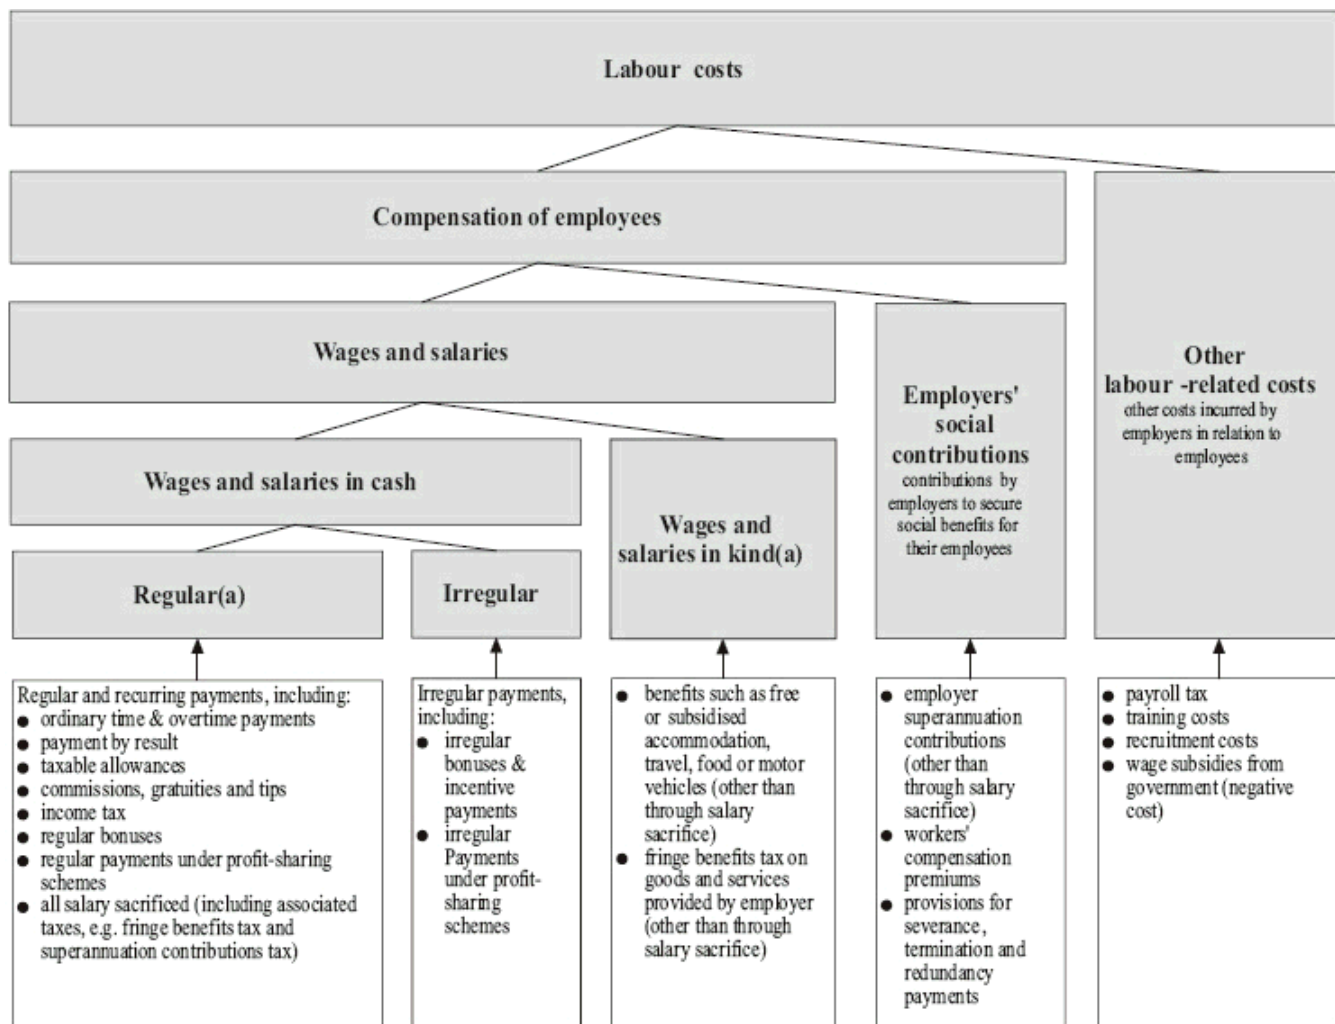 Labour costs
Compensation of employees
Wages and salaries
Employers'
social
contributions
contributions by
employers to secure
social benefits for
their employees
Other
labour -related costs
other costs incurred by
employers in relation to
employees
Wages and salaries in cash
Wages and
salaries in kind(a)
Regular(a)
Irregular
Regular and recurring payments, including:
● ordinary time & overtime payments
● payment by result
● taxable allowances
● commissions, gratuities and tips
● income tax
● regular bonuses
● regular payments under profit-sharing
schemes
● all salary sacrificed (including associated
taxes, e.g. fringe benefits tax and
superannuation contributions tax)
Irregular payments,
including:
● irregular
bonuses &
incentive
payments
● irregular
Payments
under profit-
sharing
schemes
● benefits such as free
or subsidised
accommodation,
travel, food or motor
vehicles (other than
through salary
sacrifice)
● fringe benefits tax on
goods and services
provided by employer
(other than through
salary sacrifice)
● employer
superannuation
contributions
(other than
through salary
sacrifice)
● workers'
compensation
premiums
● provisions for
severance,
termination and
redundancy
payments
● payroll tax
● training costs
● recruitment costs
● wage subsidies from
government (negative
cost)